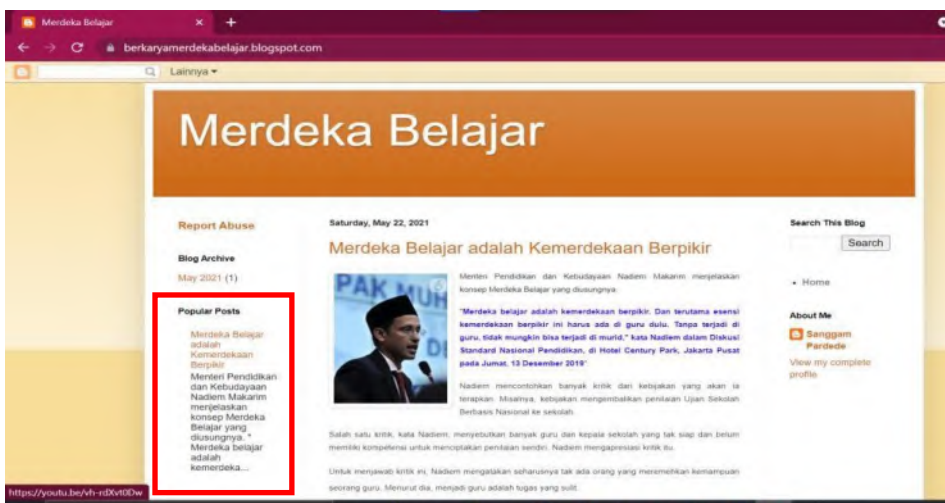 Merdeka Belajar
berkaryamerdekabelajar.blogspot.com
Lainnya
Merdeka Belajar
Report Abuse
Blog Archive
May 2021 (1)
Popular Posts
Merdeka Belajar
adalah
Kemerdekaan
Berpikir
Menteri Pendidikan
dan Kebudayaan
Nadiem Makarim
menjelaskan
konsep Merdeka
Belajar yang
diusungnya. "
Merdeka belajar
adalah
kemerdeka...
Saturday, May 22, 2021
Merdeka Belajar adalah Kemerdekaan Berpikir
PAK MUH
Menteri Pendidikan dan Kebudayaan Nadiem Makarim menjelaskan
konsep Merdeka Belajar yang diusungnya.
"Merdeka belajar adalah kemerdekaan berpikir. Dan terutama esensi
kemerdekaan berpikir ini harus ada di guru dulu. Tanpa terjadi di
guru, tidak mungkin bisa terjadi di murid," kata Nadiem dalam Diskusi
Standard Nasional Pendidikan, di Hotel Century Park, Jakarta Pusat
pada Jumat, 13 Desember 2019"
Nadiem mencontohkan banyak kritik dari kebijakan yang akan ia
terapkan. Misalnya, kebijakan mengembalikan penilaian Ujian Sekolah
Berbasis Nasional ke sekolah.
Salah satu kritik, kata Nadiem, menyebutkan banyak guru dan kepala sekolah yang tak siap dan belum
memiliki kompetensi untuk menciptakan penilaian sendiri. Nadiem mengapresiasi kritik itu.
Untuk menjawab kritik ini, Nadiem mengatakan seharusnya tak ada orang yang meremehkan kemampuan
seorang guru. Menurut dia, menjadi guru adalah tugas yang sulit.
Search This Blog
Search
Home
About Me
Sanggam
Pardede
View my complete
profile
https://youtu.be/vh-rdXvt0Dw